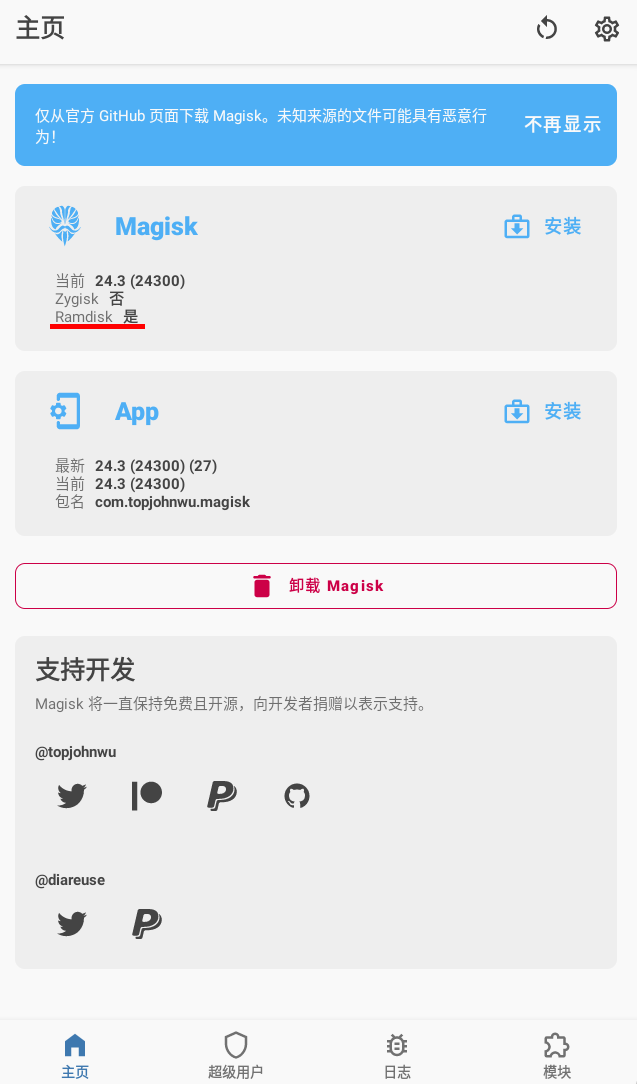 主页
仅从官方 GitHub 页面下载 Magisk。未知来源的文件可能具有恶意行
为！
不再显示
Magisk
安装
当前 24.3 (24300)
Zygisk 否
Ramdisk 是
App
安装
最新 24.3 (24300) (27)
当前 24.3 (24300)
包名 com.topjohnwu.magisk
卸载 Magisk
支持开发
Magisk 将一直保持免费且开源，向开发者捐赠以表示支持。
@topjohnwu
@diareuse
主页
超级用户
日志
模块